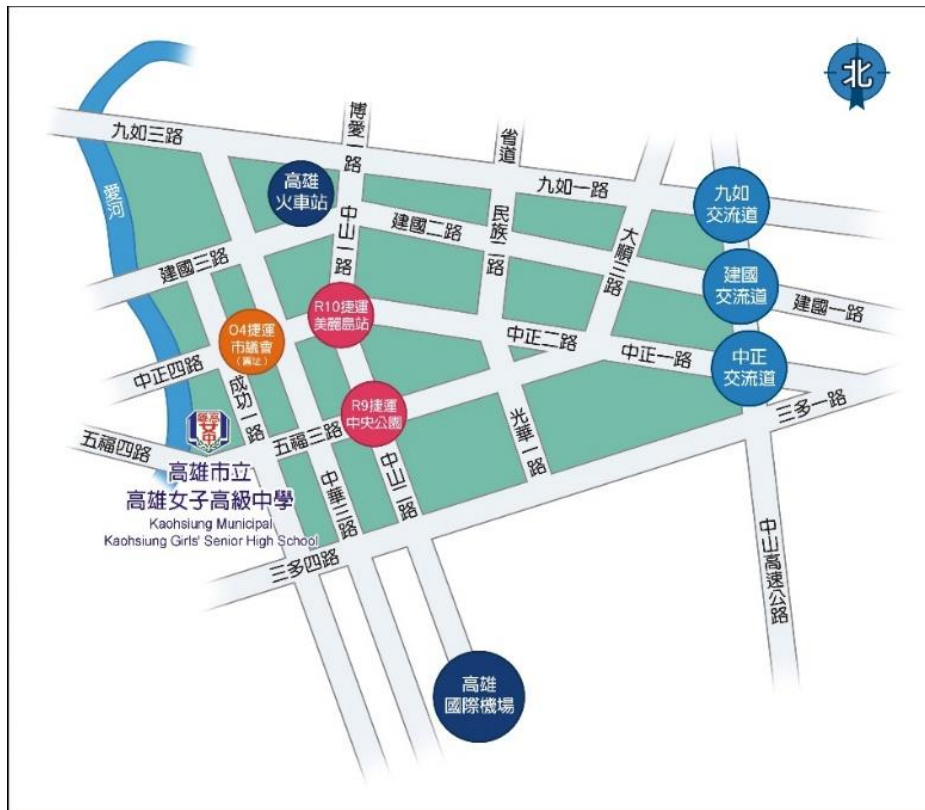 北
九如三路
博愛一路
省道
九如一路
高雄
火車站
九如
交流道
愛河
中山一路
建國二路
民族二路
大順三路
建國三路
建國
交流道
建國一路
R10捷運
美麗島站
O4捷運
市議會
(舊址)
中正二路
中正一路
中正
交流道
中正四路
成功一路
R9捷運
中央公園
三多一路
五福四路
五福三路
光華一路
高雄市立
高雄女子高級中學
Kaohsiung Municipal
Kaohsiung Girls' Senior High School
中華三路
中山二路
三多四路
中山高速公路
高雄
國際機場